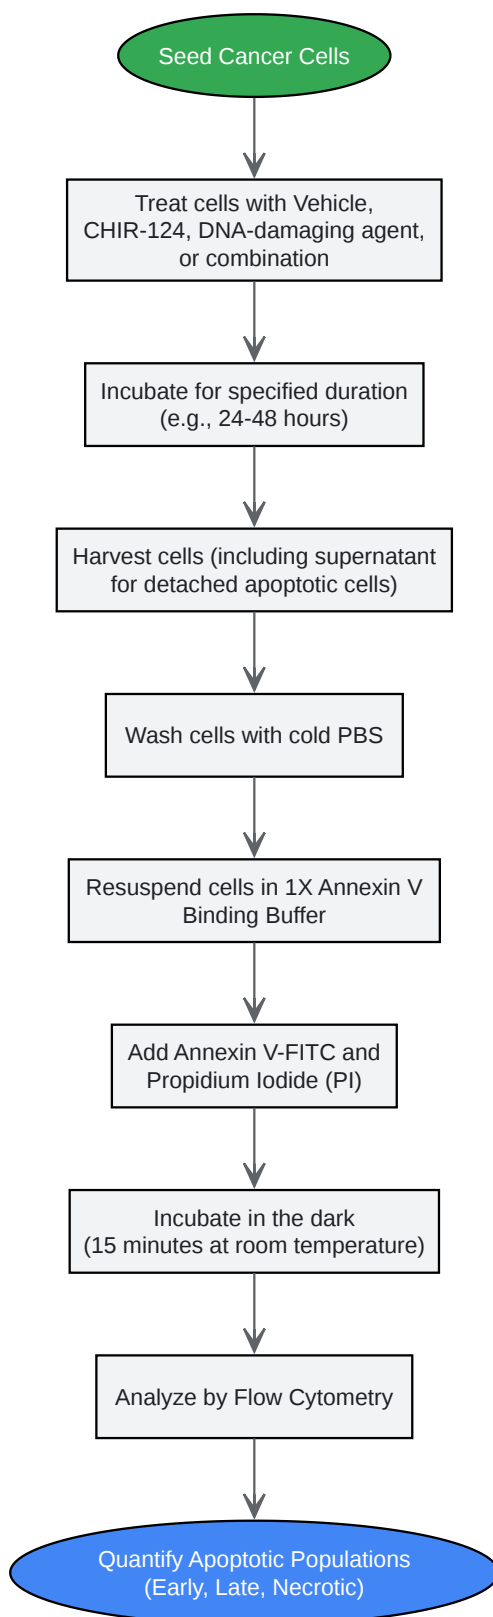 Seed Cancer Cells
Treat cells with Vehicle,
CHIR-124, DNA-damaging agent,
or combination
Incubate for specified duration
(e.g., 24-48 hours)
Harvest cells (including supernatant
for detached apoptotic cells)
Wash cells with cold PBS
Resuspend cells in 1X Annexin V
Binding Buffer
Add Annexin V-FITC and
Propidium Iodide (PI)
Incubate in the dark
(15 minutes at room temperature)
Analyze by Flow Cytometry
Quantify Apoptotic Populations
(Early, Late, Necrotic)